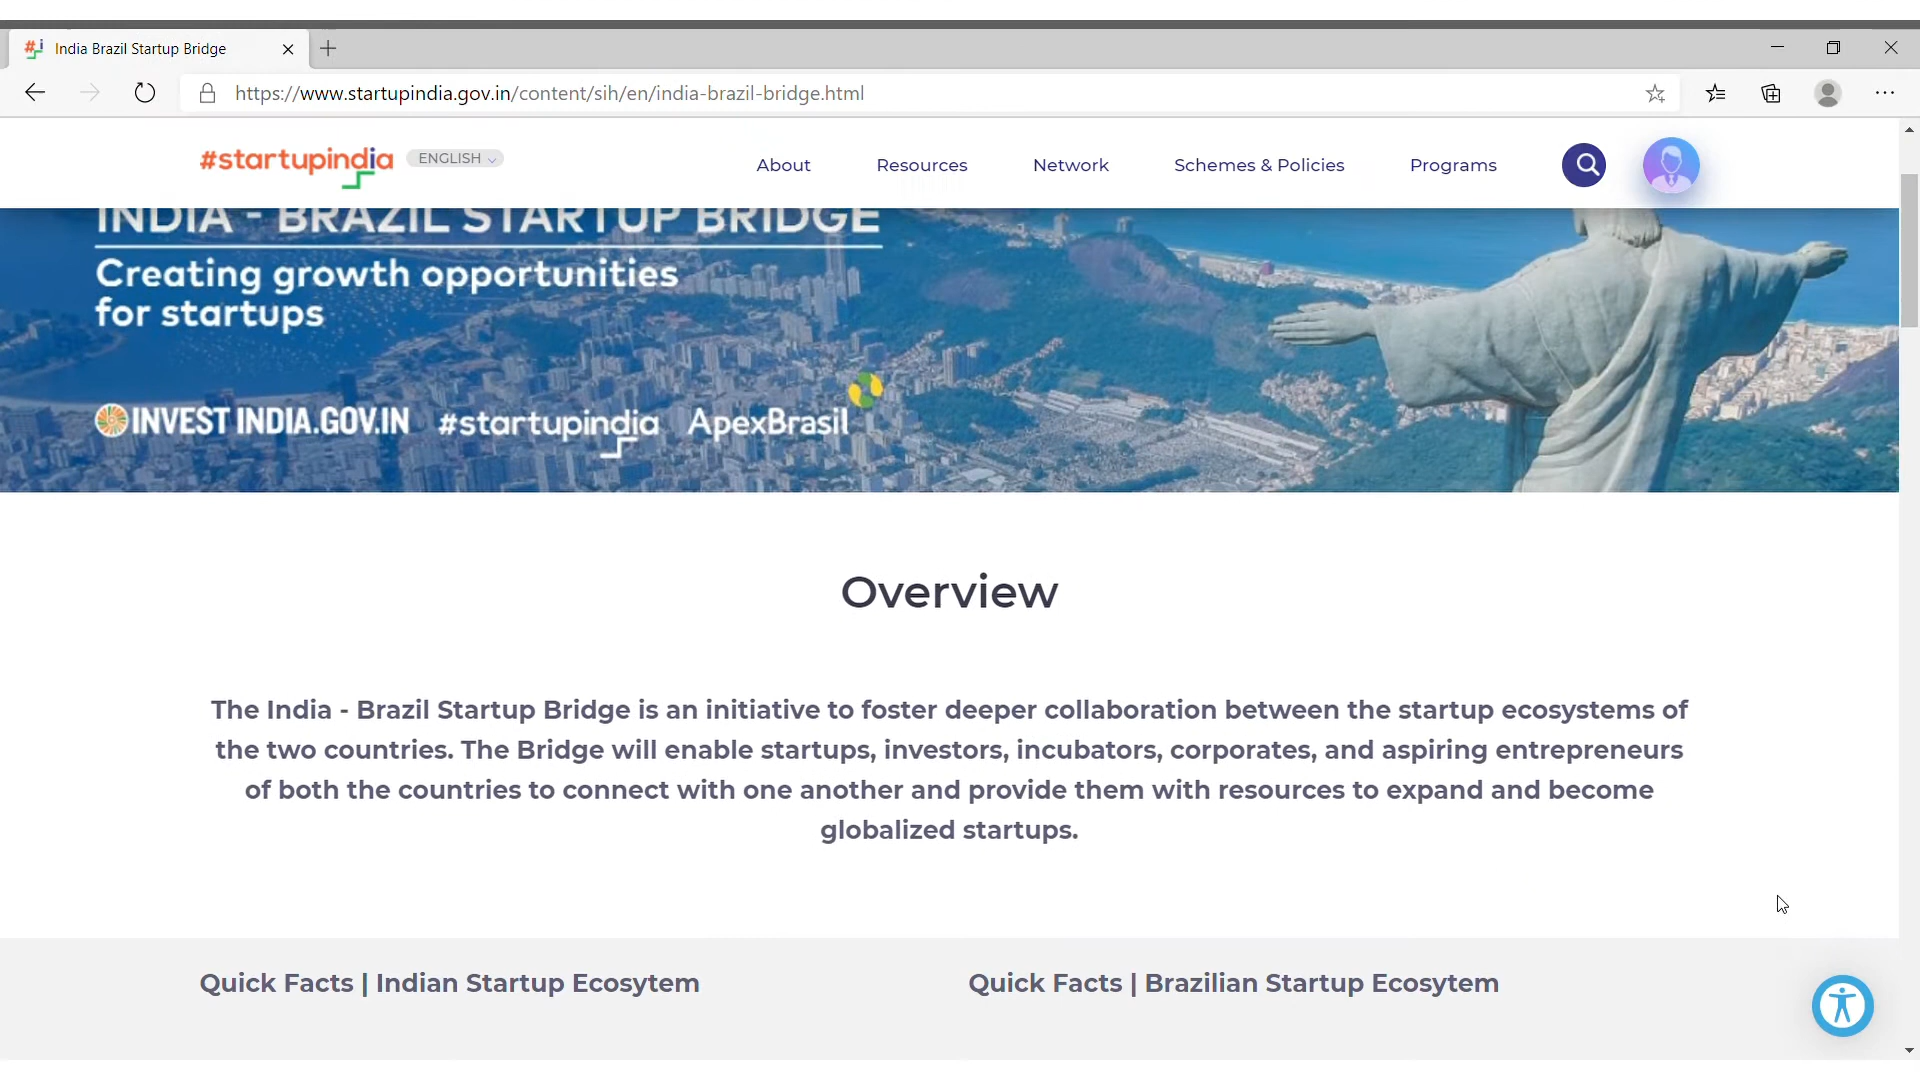 India Brazil Startup Bridge
https://www.startupindia.gov.in/content/sih/en/india-brazil-bridge.html
#startupindia ENGLISH About Resources Network Schemes & Policies Programs
INDIA - BRAZIL STARTUP BRIDGE
Creating growth opportunities
for startups
INVEST INDIA.GOV.IN #startupindia ApexBrasil
Overview
The India - Brazil Startup Bridge is an initiative to foster deeper collaboration between the startup ecosystems of
the two countries. The Bridge will enable startups, investors, incubators, corporates, and aspiring entrepreneurs
of both the countries to connect with one another and provide them with resources to expand and become
globalized startups.
Quick Facts | Indian Startup Ecosytem
Quick Facts | Brazilian Startup Ecosytem